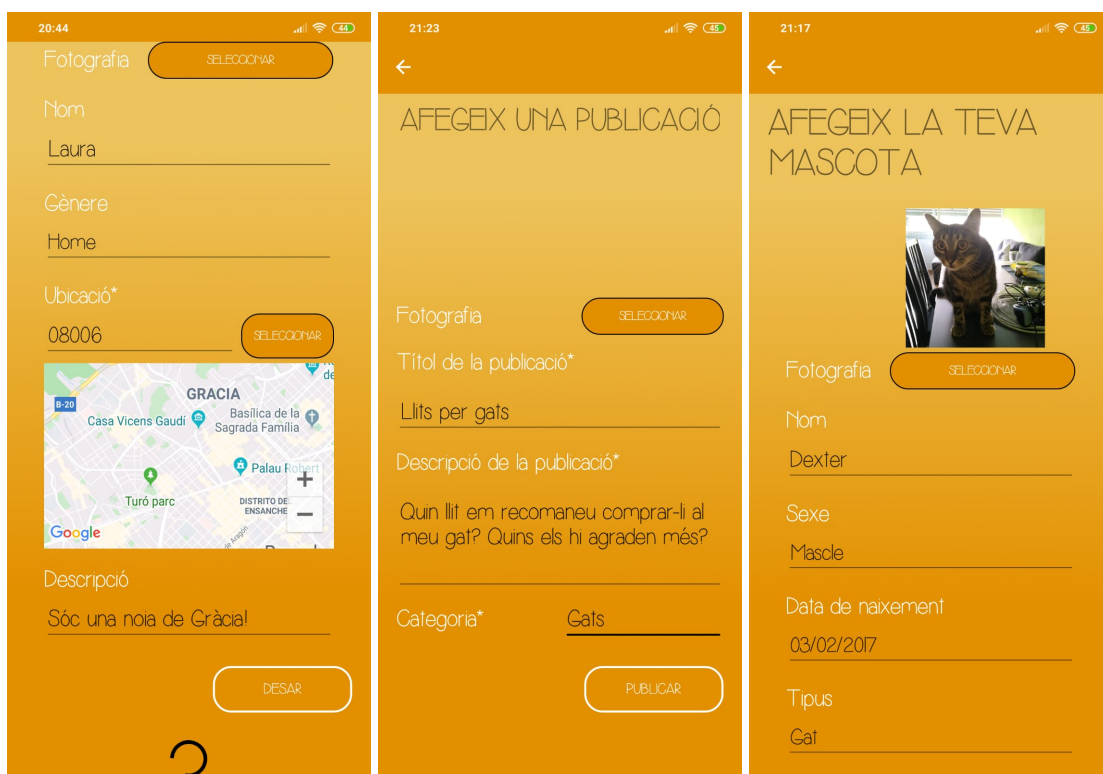 20:44
44
Fotografia
SELECCIONAR
Nom
Laura
Gènere
Home
Ubicació*
08006
SELECCIONAR
de
B-20
GRACIA
Casa Vicens Gaudí
Basílica de la
Sagrada Família
Palau Robert
Turó parc
DISTRITO DE
ENSANCHE
+
−
Google
Descripció
Sóc una noia de Gràcia!
DESAR
21:23
45
AFEGEIX UNA PUBLICACIÓ
Fotografia
SELECCIONAR
Títol de la publicació*
Llits per gats
Descripció de la publicació*
Quin llit em recomaneu comprar-li al
meu gat? Quins els hi agraden més?
Categoria*
Gats
PUBLICAR
21:17
45
AFEGEIX LA TEVA
MASCOTA
Fotografia
SELECCIONAR
Nom
Dexter
Sexe
Mascle
Data de naixement
03/02/2017
Tipus
Gat